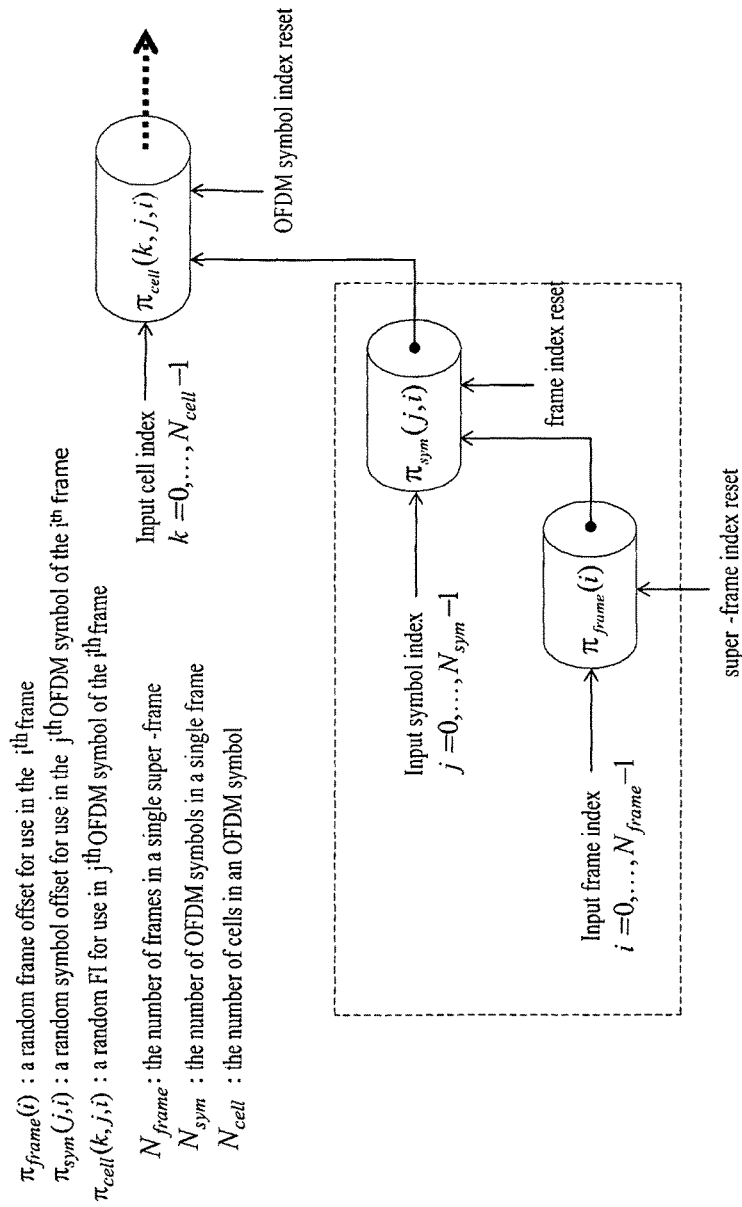 π_frame(i) : a random frame offset for use in the i^th frame
π_sym(j,i) : a random symbol offset for use in the j^th OFDM symbol of the i^th frame
π_cell(k,j,i) : a random FI for use in j^th OFDM symbol of the i^th frame
N_frame : the number of frames in a single super -frame
N_sym : the number of OFDM symbols in a single frame
N_cell : the number of cells in an OFDM symbol
Input cell index
k =0,...,N_cell −1
π_cell(k, j, i)
OFDM symbol index reset
Input symbol index
j =0,...,N_sym −1
π_sym(j,i)
frame index reset
Input frame index
i =0,...,N_frame −1
π_frame(i)
super -frame index reset